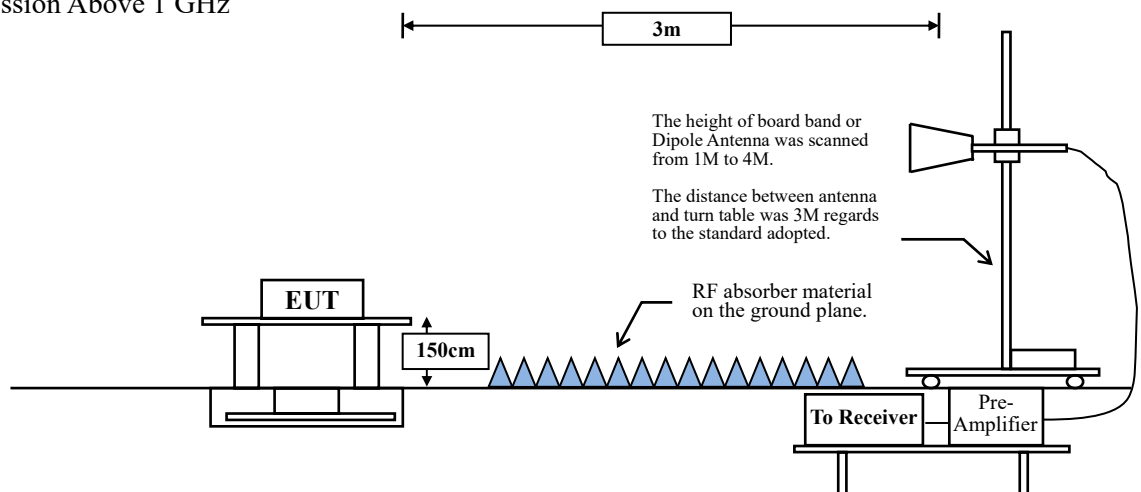 ssion Above 1 GHz
3m
The height of board band or
Dipole Antenna was scanned
from 1M to 4M.
The distance between antenna
and turn table was 3M regards
to the standard adopted.
RF absorber material
on the ground plane.
EUT
150cm
To Receiver
Pre-
Amplifier